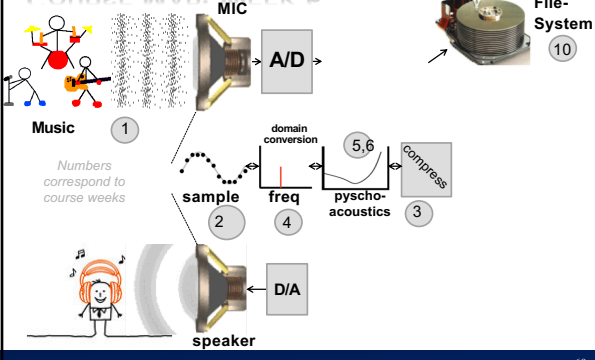 MIC
File-
System
10
A/D
Music
1
domain
conversion
5,6
compress
Numbers
correspond to
course weeks
sample
freq
pyscho-
acoustics
2
4
3
D/A
speaker